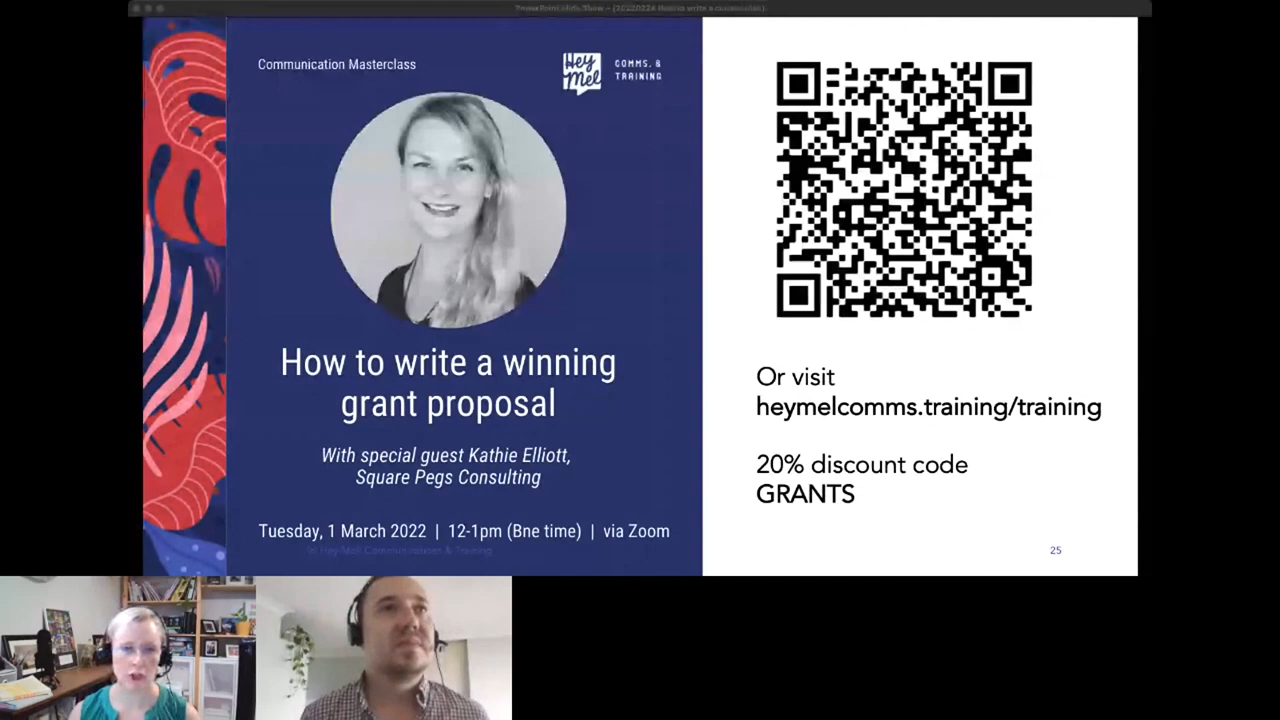 Communication Masterclass
Hey
Mel
COMMS. &
TRAINING
How to write a winning
grant proposal
With special guest Kathie Elliott,
Square Pegs Consulting
Tuesday, 1 March 2022 | 12-1pm (Bne time) | via Zoom
Or visit
heymelcomms.training/training
20% discount code
GRANTS
25